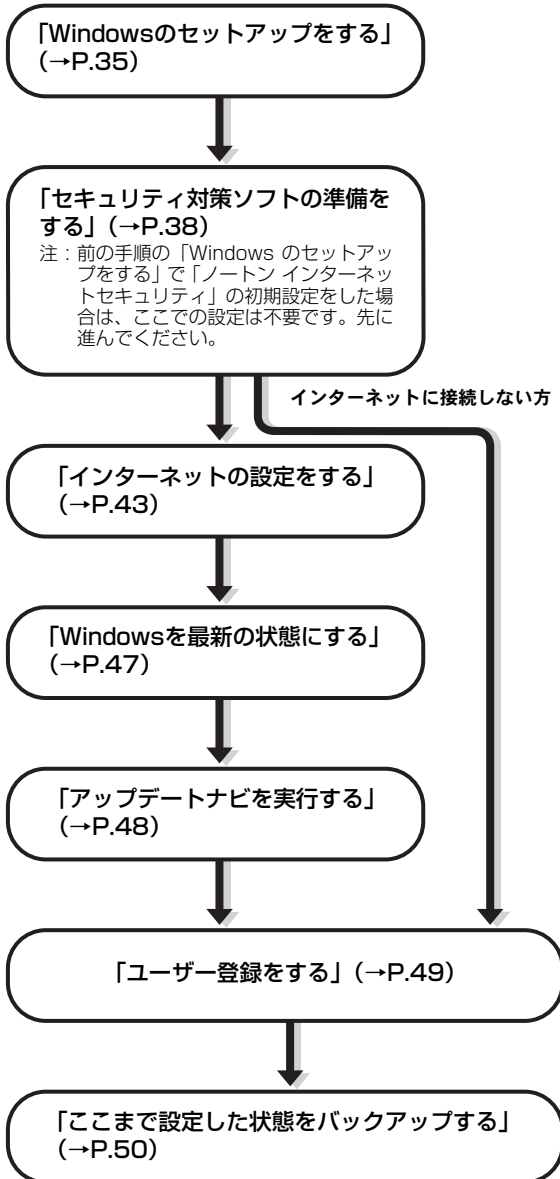 「Windowsのセットアップをする」
(→P.35)
「セキュリティ対策ソフトの準備を
する」(→P.38)
注:前の手順の「Windows のセットアッ
プをする」で「ノートン インターネッ
トセキュリティ」の初期設定をした場
合は、ここでの設定は不要です。先に
進んでください。
インターネットに接続しない方
「インターネットの設定をする」
(→P.43)
「Windowsを最新の状態にする」
(→P.47)
「アップデートナビを実行する」
(→P.48)
「ユーザー登録をする」(→P.49)
「ここまで設定した状態をバックアップする」
(→P.50)